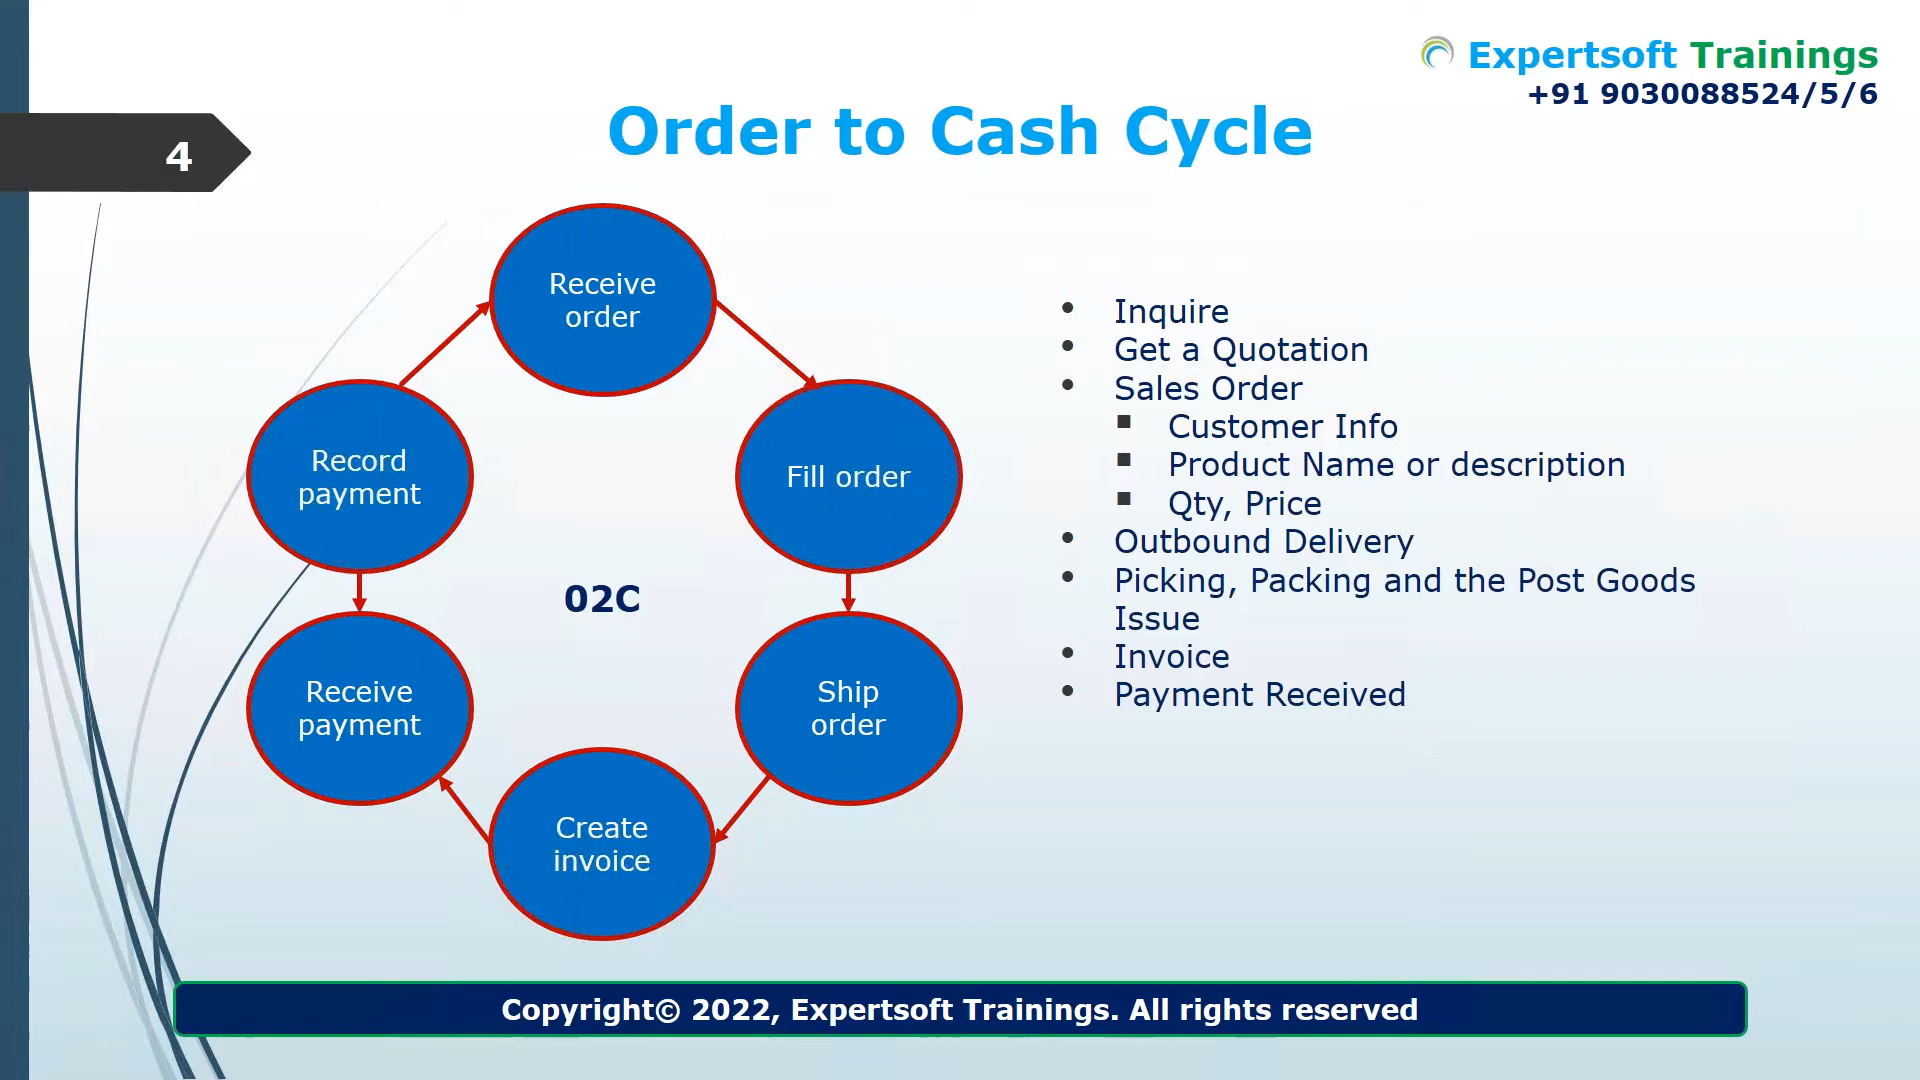 Expertsoft Trainings
+91 9030088524/5/6
4
Order to Cash Cycle
Receive
order
Record
payment
Fill order
02C
Receive
payment
Ship
order
Create
invoice
• Inquire
• Get a Quotation
• Sales Order
▪ Customer Info
▪ Product Name or description
▪ Qty, Price
• Outbound Delivery
• Picking, Packing and the Post Goods
Issue
• Invoice
• Payment Received
Copyright© 2022, Expertsoft Trainings. All rights reserved